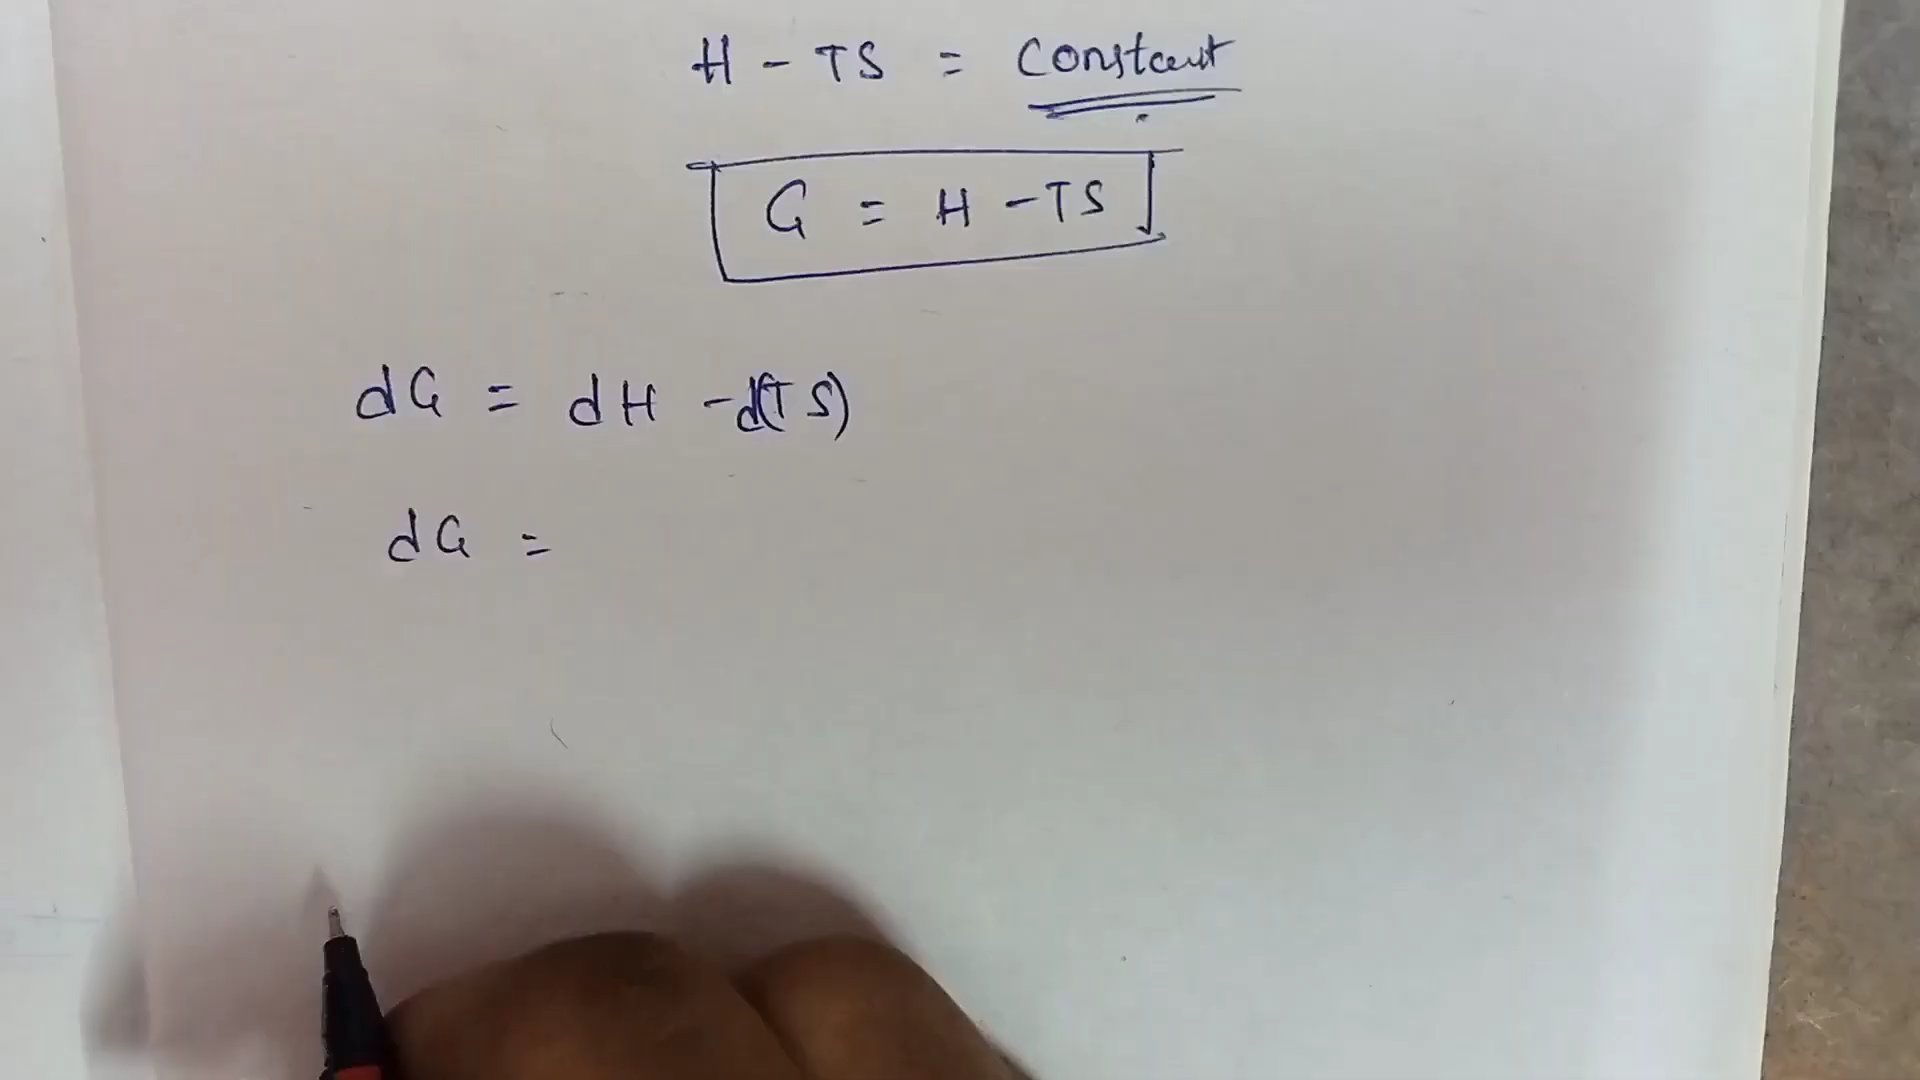 H - TS = Constant
G = H - TS
dG = dH - d(TS)
dG =